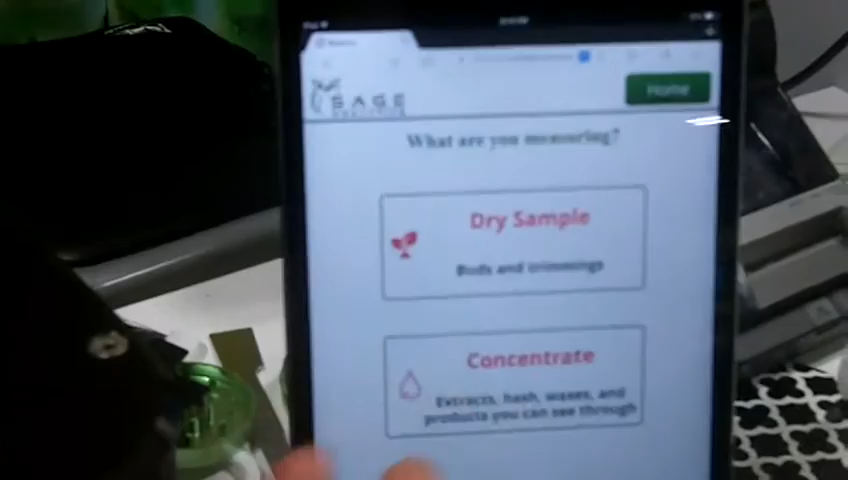 SAGE
ANALYTICS
Home
What are you measuring?
Dry Sample
Buds and trimmings
Concentrate
Extracts, hash, waxes, and
products you can see through